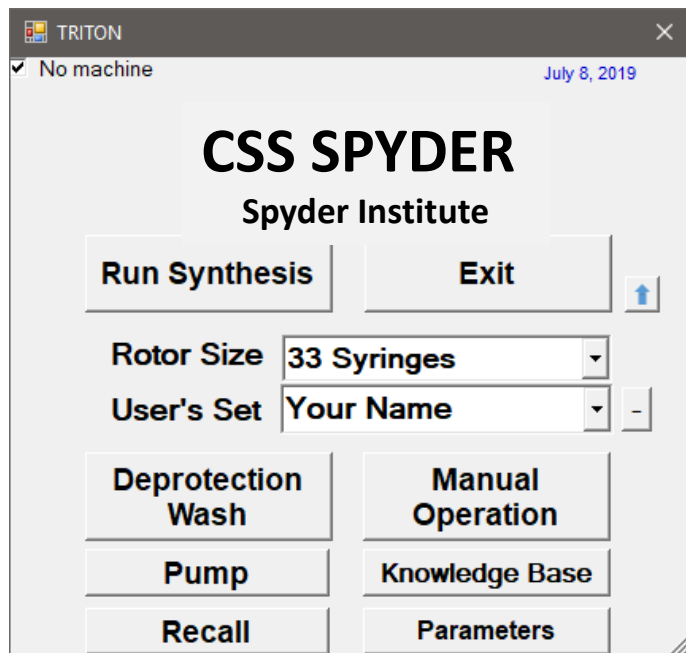 TRITON
No machine
July 8, 2019
CSS SPYDER
Spyder Institute
Run Synthesis
Exit
Rotor Size
33 Syringes
User's Set
Your Name
-
Deprotection
Wash
Manual
Operation
Pump
Knowledge Base
Recall
Parameters